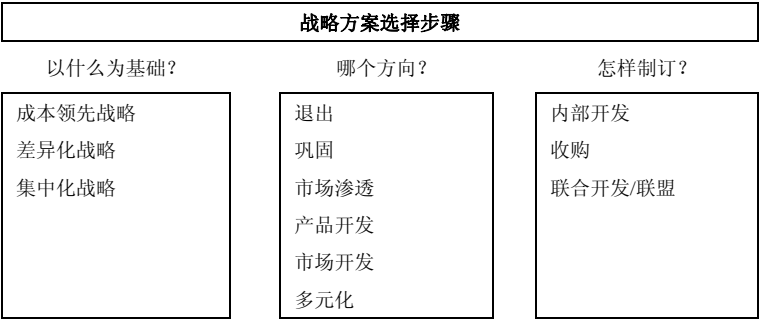 战略方案选择步骤
以什么为基础?
哪个方向?
怎样制订?
成本领先战略
差异化战略
集中化战略
退出
巩固
市场渗透
产品开发
市场开发
多元化
内部开发
收购
联合开发/联盟